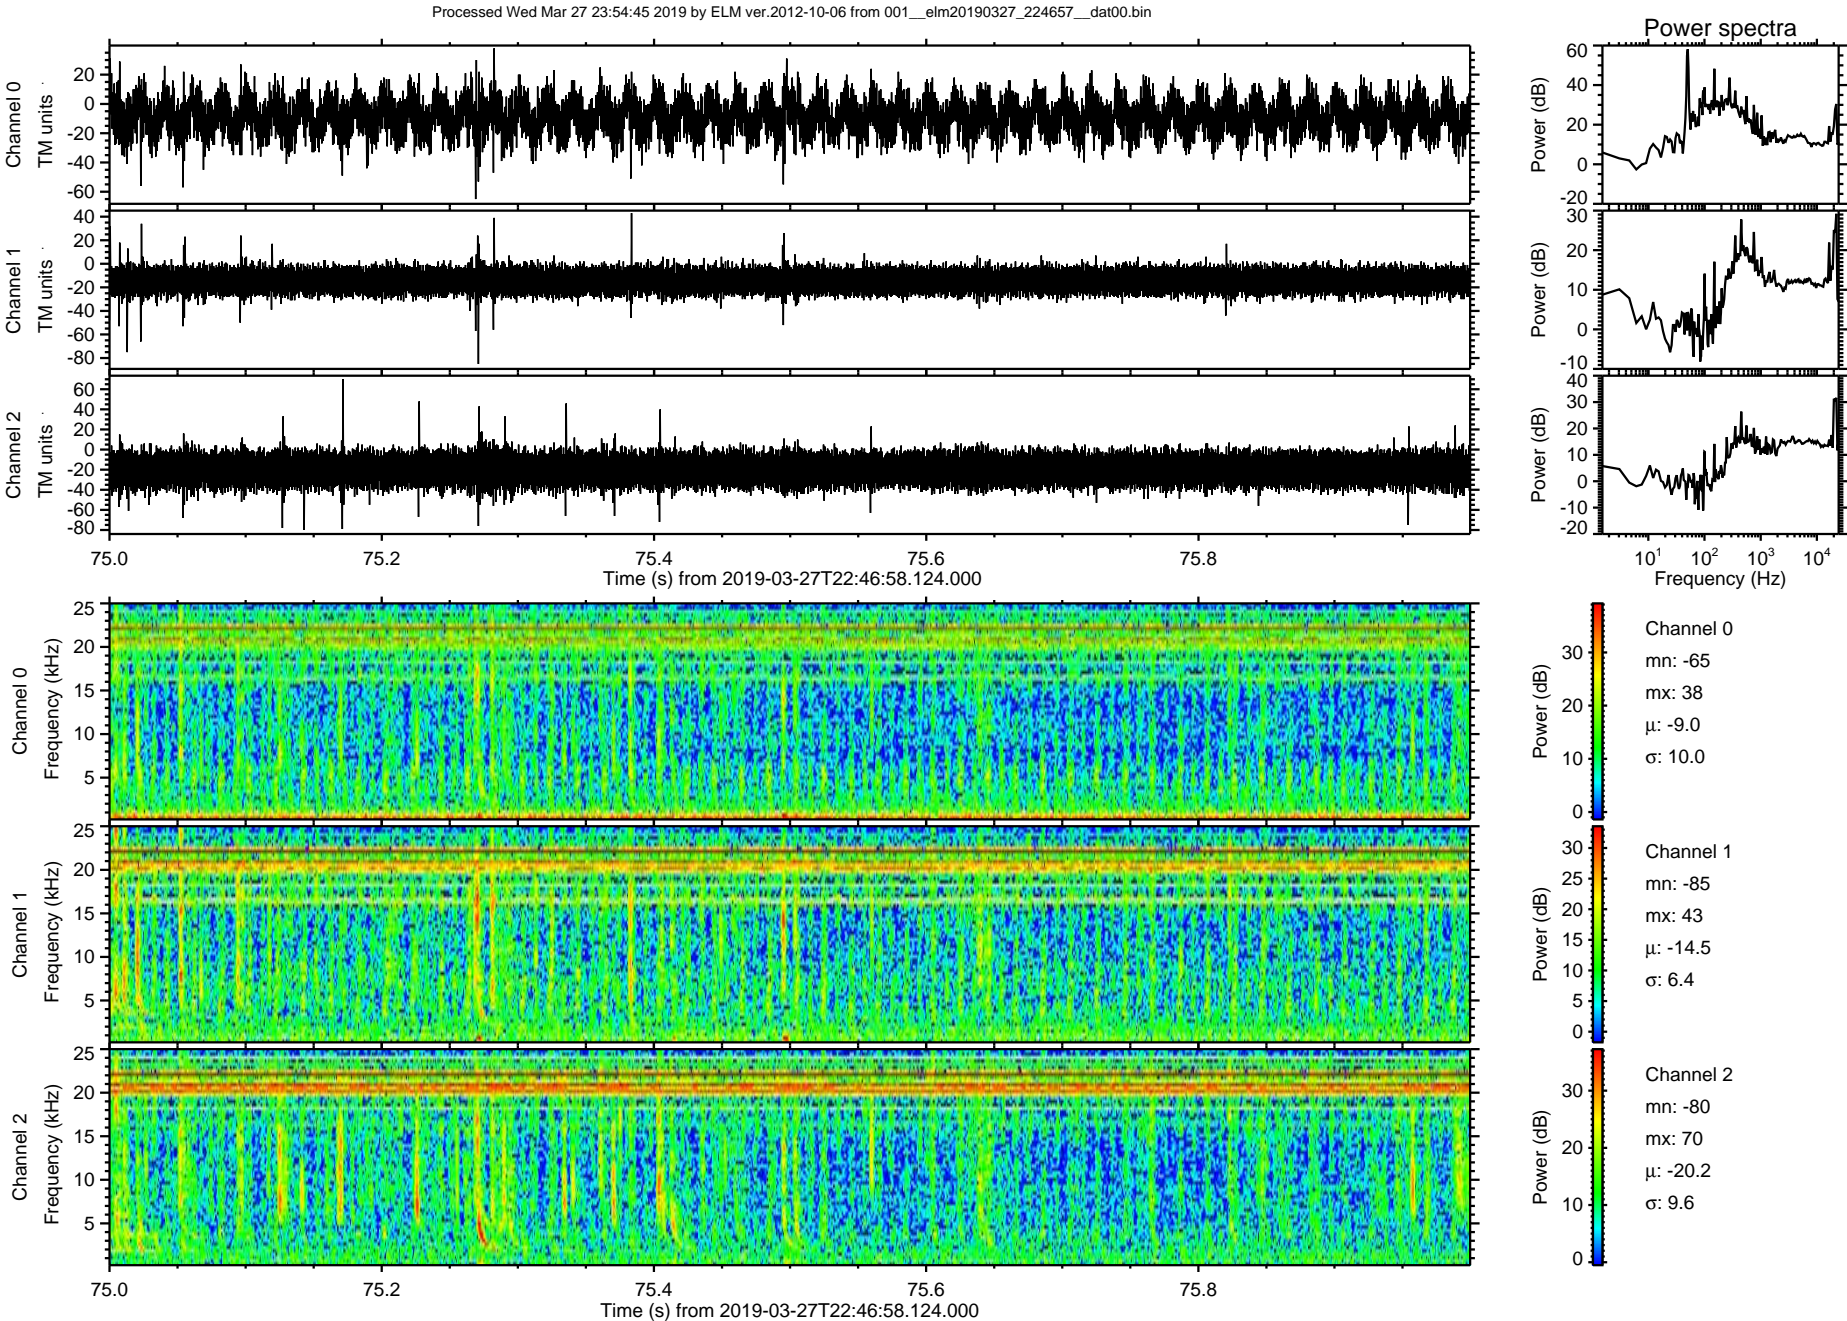 Processed Wed Mar 27 23:54:45 2019 by ELM ver.2012-10-06 from 001__elm20190327_224657__dat00.bin
Power spectra
Channel 0
TM units
20
0
-20
-40
-60
Power (dB)
60
40
20
0
-20
Channel 1
TM units
40
20
0
-20
-40
-60
-80
Power (dB)
30
20
10
0
-10
Channel 2
TM units
60
40
20
0
-20
-40
-60
-80
Power (dB)
40
30
20
10
0
-10
-20
75.0 75.2 75.4 75.6 75.8
Time (s) from 2019-03-27T22:46:58.124.000
10¹ 10² 10³ 10⁴
Frequency (Hz)
Channel 0
Frequency (kHz)
25
20
15
10
5
Power (dB)
30
20
10
0
Channel 0
mn: -65
mx: 38
μ: -9.0
σ: 10.0
Channel 1
Frequency (kHz)
25
20
15
10
5
Power (dB)
30
25
20
15
10
5
0
Channel 1
mn: -85
mx: 43
μ: -14.5
σ: 6.4
Channel 2
Frequency (kHz)
25
20
15
10
5
Power (dB)
30
20
10
0
Channel 2
mn: -80
mx: 70
μ: -20.2
σ: 9.6
75.0 75.2 75.4 75.6 75.8
Time (s) from 2019-03-27T22:46:58.124.000